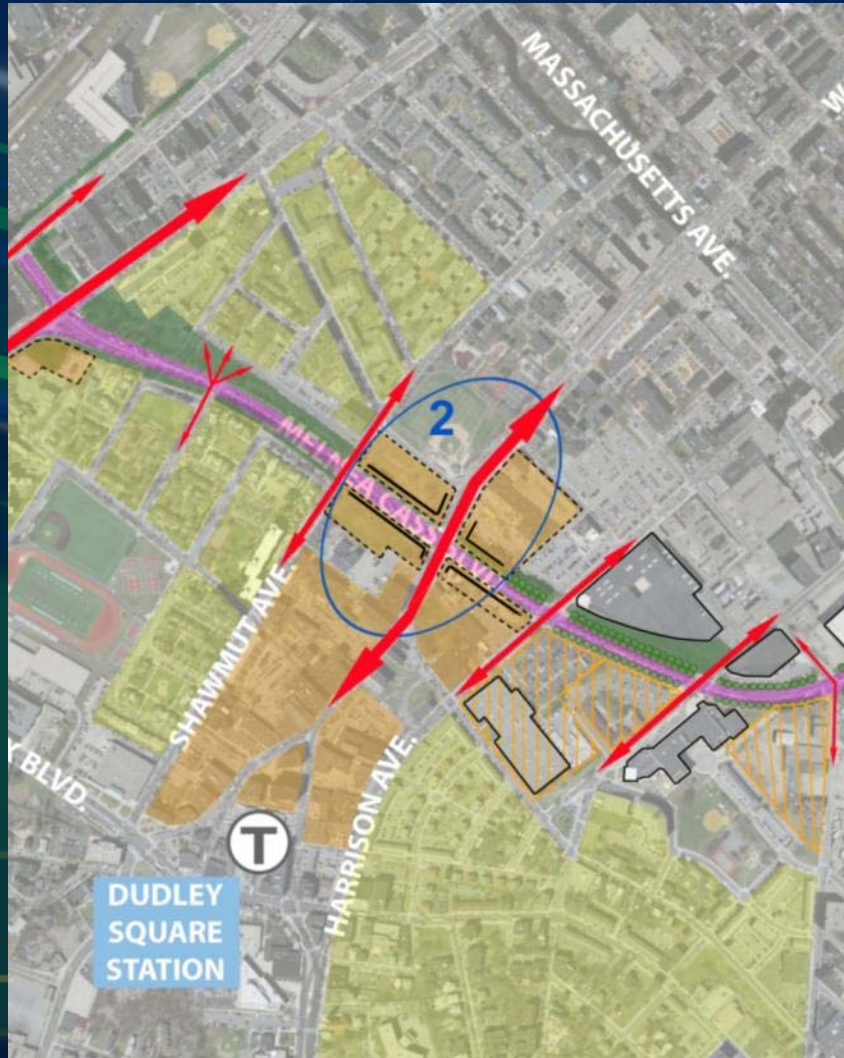 MASSACHUSETTS AVE.
W
2
MELNEA CASS BLVD.
SHAWMUT AVE.
HARRISON AVE.
X BLVD.
T
DUDLEY
SQUARE
STATION